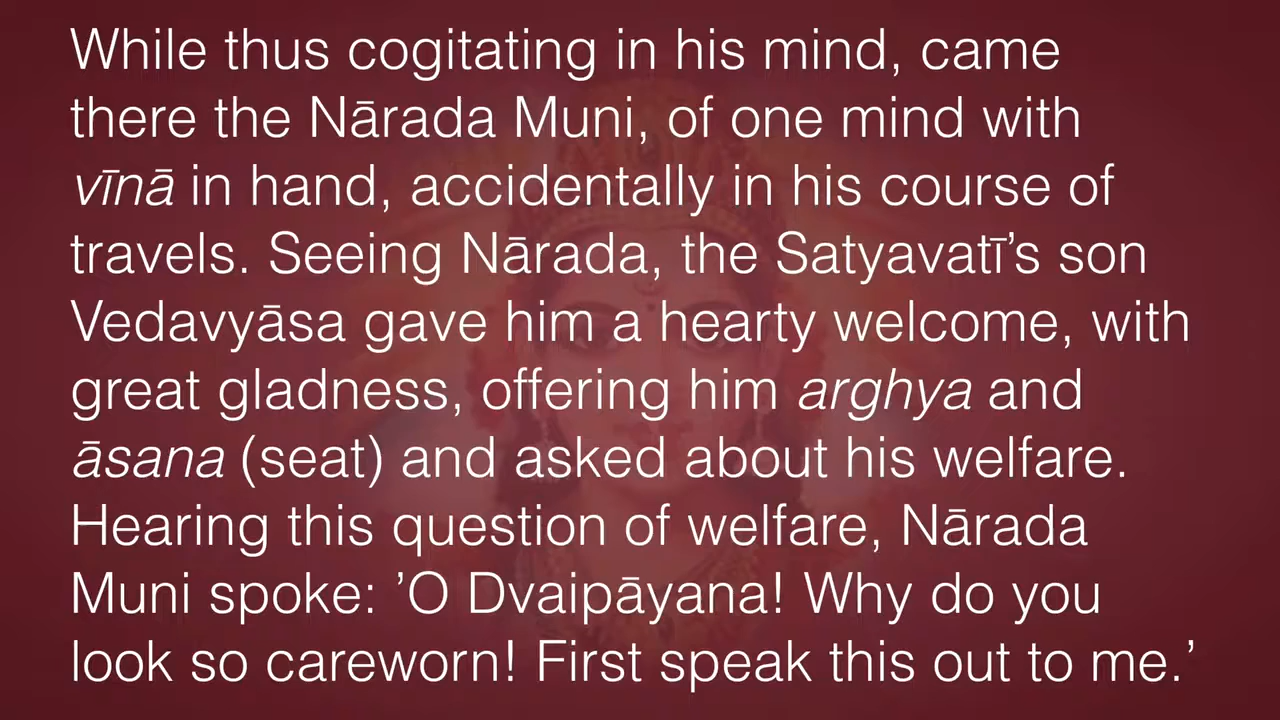 While thus cogitating in his mind, came
there the Nārada Muni, of one mind with
vīnā in hand, accidentally in his course of
travels. Seeing Nārada, the Satyavatī’s son
Vedavyāsa gave him a hearty welcome, with
great gladness, offering him arghya and
āsana (seat) and asked about his welfare.
Hearing this question of welfare, Nārada
Muni spoke: ’O Dvaipāyana! Why do you
look so careworn! First speak this out to me.’